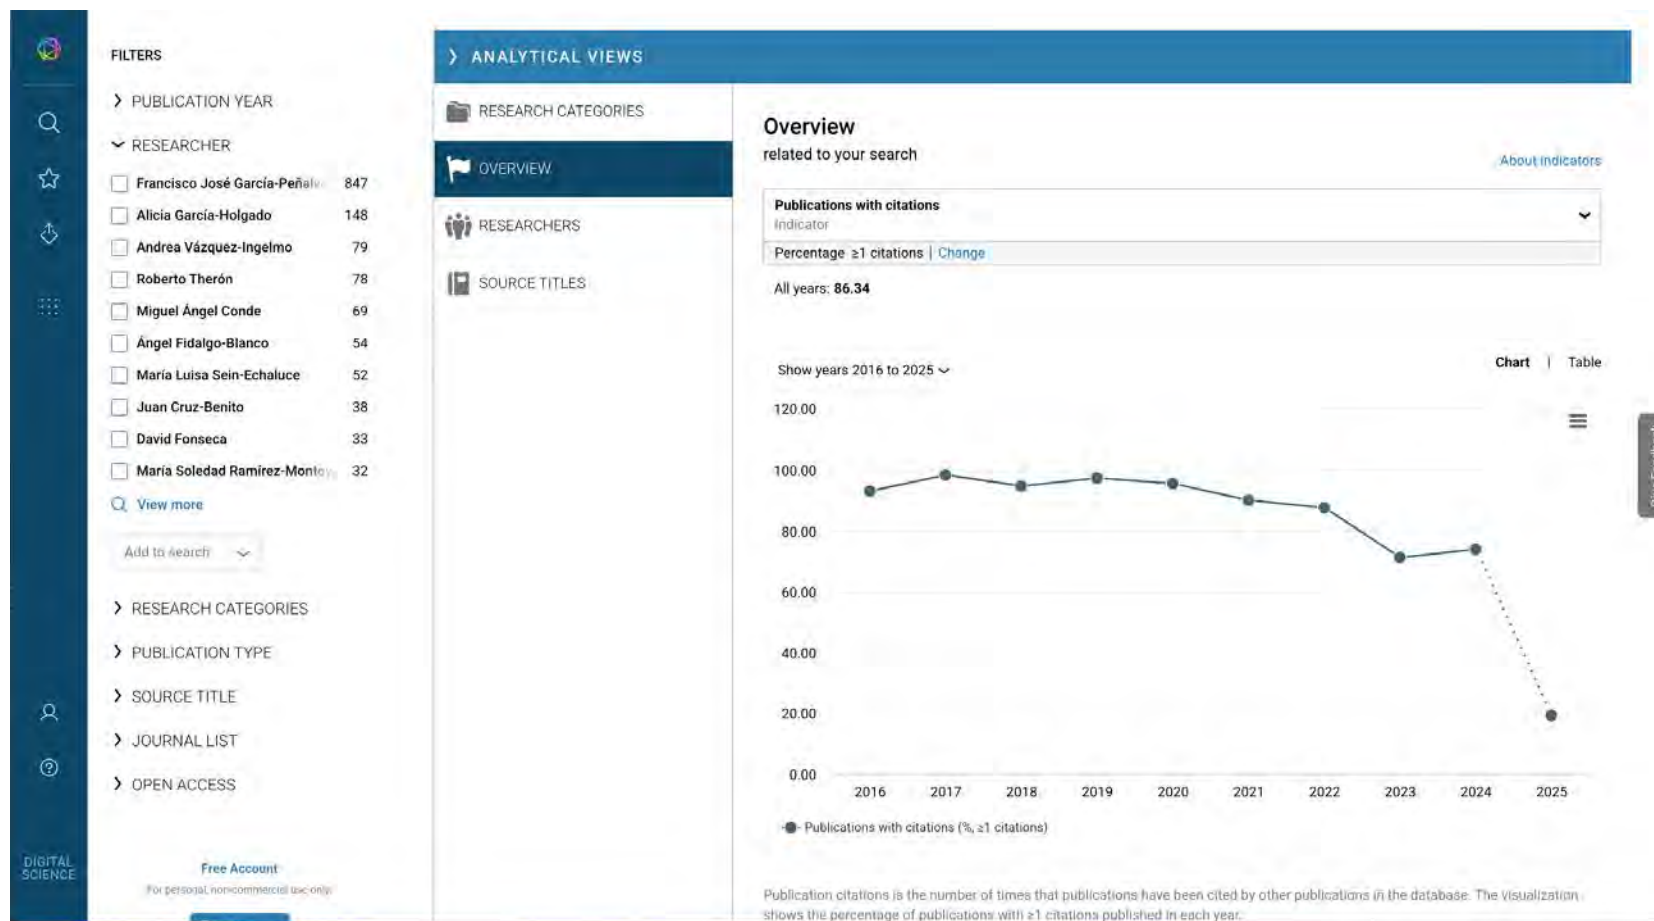 FILTERS
PUBLICATION YEAR
RESEARCHER
Francisco José García-Peñalv 847
Alicia García-Holgado 148
Andrea Vázquez-Ingelmo 79
Roberto Therón 78
Miguel Ángel Conde 69
Ángel Fidalgo-Blanco 54
María Luisa Sein-Echaluce 52
Juan Cruz-Benito 38
David Fonseca 33
María Soledad Ramírez-Montoy 32
View more
Add to search
RESEARCH CATEGORIES
PUBLICATION TYPE
SOURCE TITLE
JOURNAL LIST
OPEN ACCESS
Free Account
For personal, non-commercial use only.
DIGITAL
SCIENCE
ANALYTICAL VIEWS
RESEARCH CATEGORIES
OVERVIEW
RESEARCHERS
SOURCE TITLES
Overview
related to your search
About indicators
Publications with citations
Indicator
Percentage ≥1 citations | Change
All years: 86.34
Chart | Table
Show years 2016 to 2025
120.00
100.00
80.00
60.00
40.00
20.00
0.00
2016 2017 2018 2019 2020 2021 2022 2023 2024 2025
Publications with citations (%, ≥1 citations)
Publication citations is the number of times that publications have been cited by other publications in the database. The visualization
shows the percentage of publications with ≥1 citations published in each year.